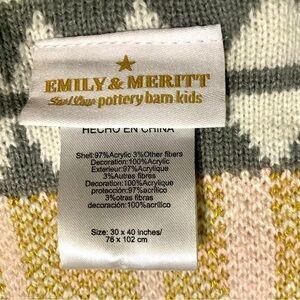 EMILY & MERITT
pottery barn kids
HECHO EN CHINA
Shell:97%Acrylic 3%Other fibers
Decoration:100%Acrylic
Exterieur:97%Acrylique
3%Autres fibres
Decoration:100%Acrylique
protección:97%acrílico
3%otras fibras
decoración:100%acrílico
Size: 30 x 40 inches/
76 x 102 cm